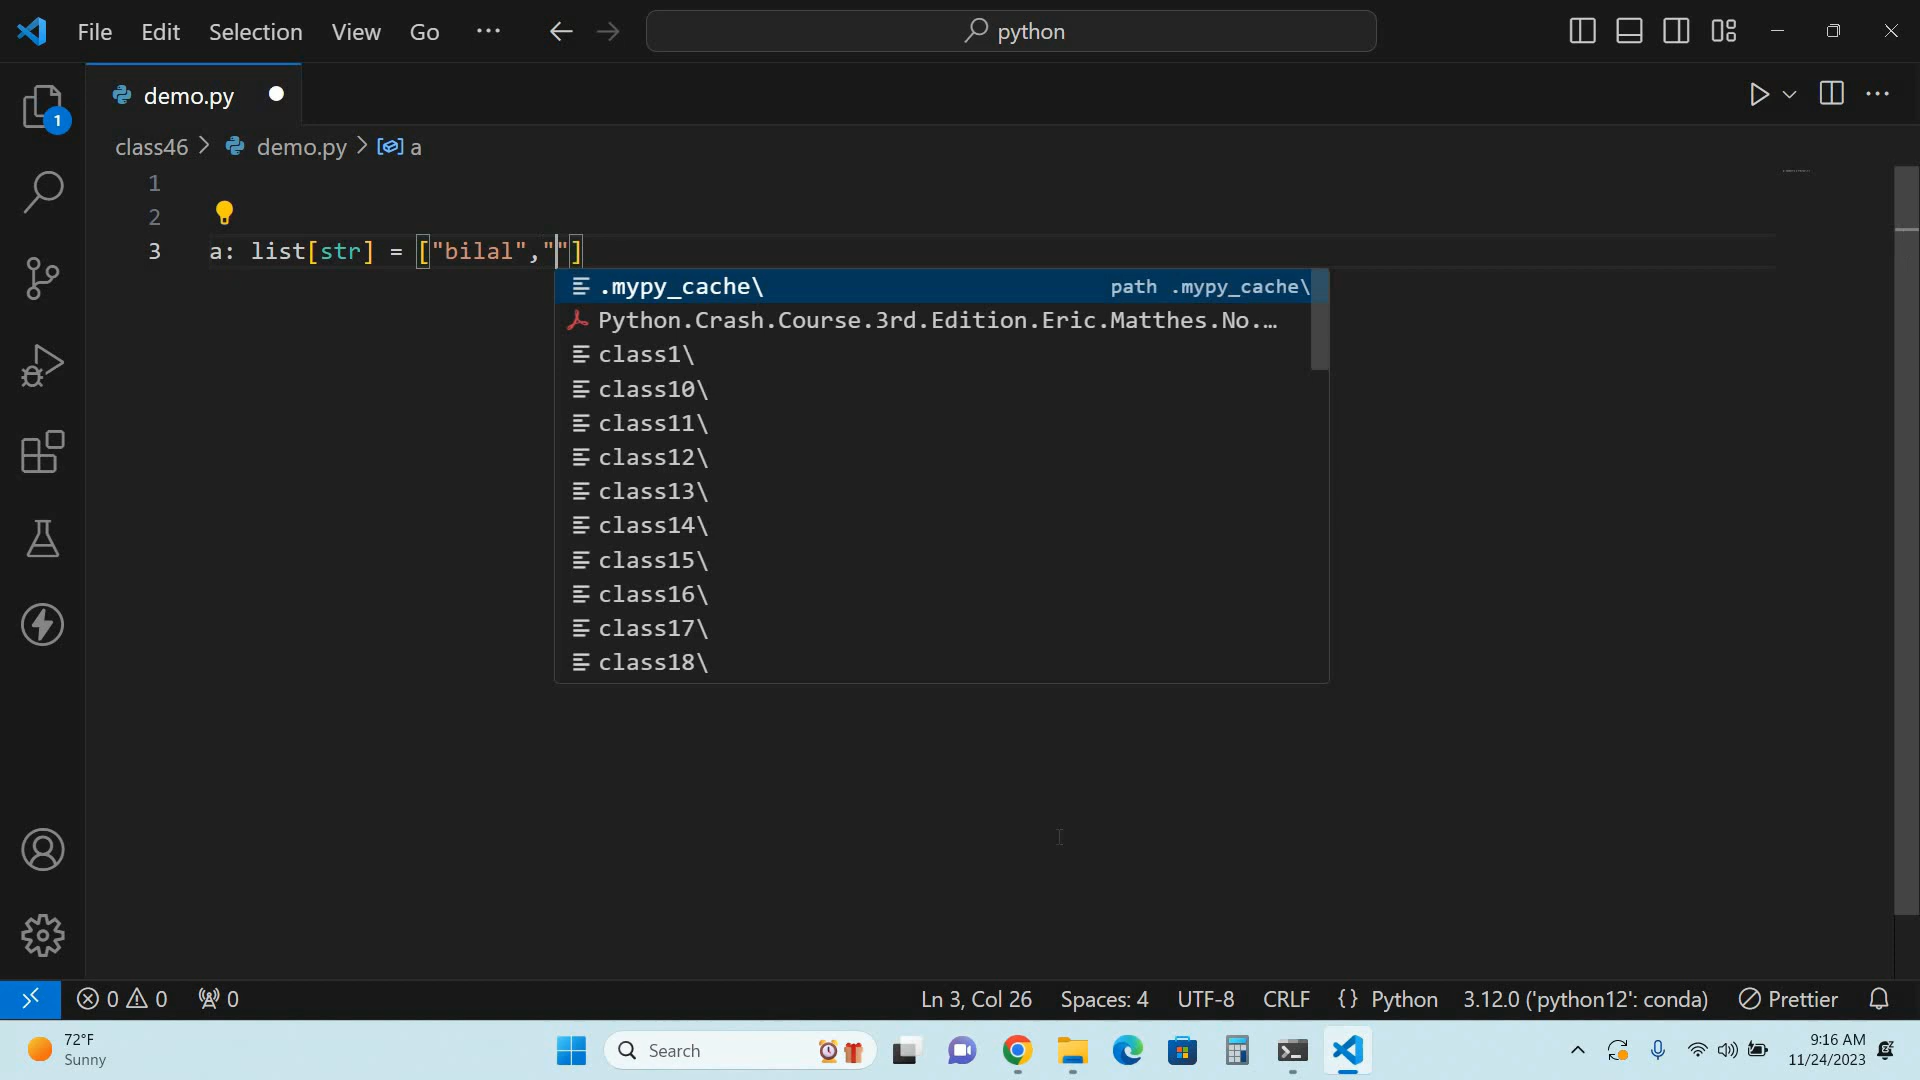 File Edit Selection View Go ··· python
demo.py
1
class46 > demo.py > a
1
2
3 a: list[str] = ["bilal",""]
.mypy_cache\ path .mypy_cache\
Python.Crash.Course.3rd.Edition.Eric.Matthes.No.…
class1\
class10\
class11\
class12\
class13\
class14\
class15\
class16\
class17\
class18\
0 0 0 Ln 3, Col 26 Spaces: 4 UTF-8 CRLF {} Python 3.12.0 ('python12': conda) Prettier
72°F
Sunny
Search
9:16 AM
11/24/2023